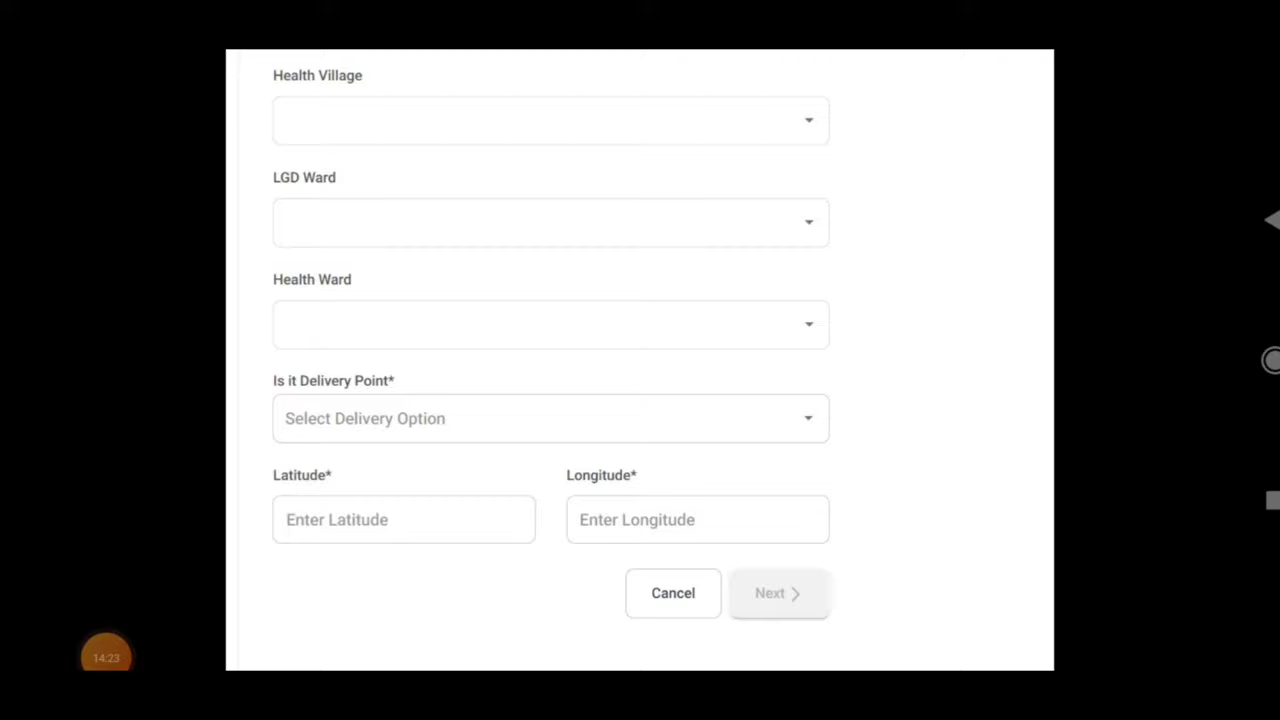 Health Village
LGD Ward
Health Ward
Is it Delivery Point*
Select Delivery Option
Latitude* Longitude*
Enter Latitude Enter Longitude
Cancel Next
14:23